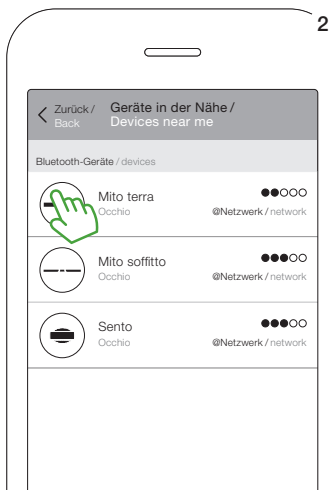 2
Zurück / Back
Geräte in der Nähe /
Devices near me
Bluetooth-Geräte / devices
Mito terra
Occhio
@Netzwerk / network
Mito soffitto
Occhio
@Netzwerk / network
Sento
Occhio
@Netzwerk / network